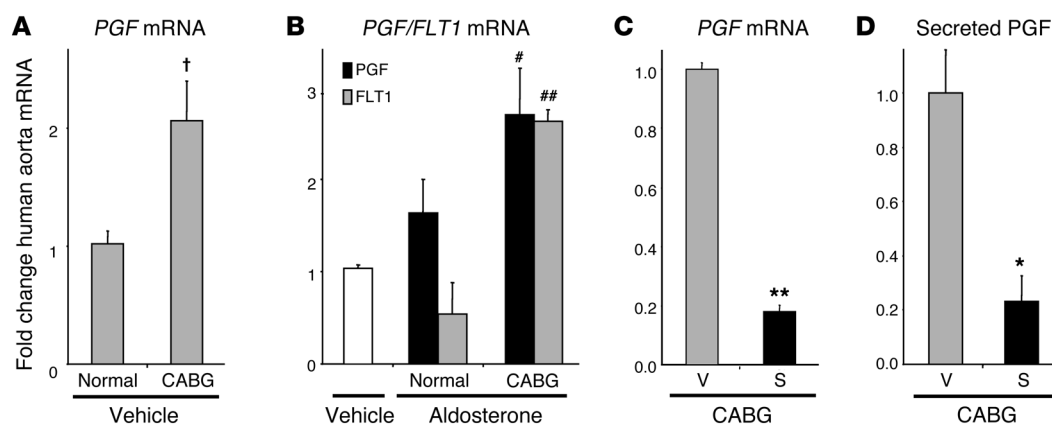 A
PGF mRNA
Fold change human aorta mRNA
2
1
0
†
Normal
CABG
Vehicle
B
PGF/FLT1 mRNA
PGF
FLT1
3
2
1
0
#
##
Normal
CABG
Vehicle
Aldosterone
C
PGF mRNA
1.0
0.8
0.6
0.4
0.2
0.0
**
V
S
CABG
D
Secreted PGF
1.0
0.8
0.6
0.4
0.2
0.0
*
V
S
CABG